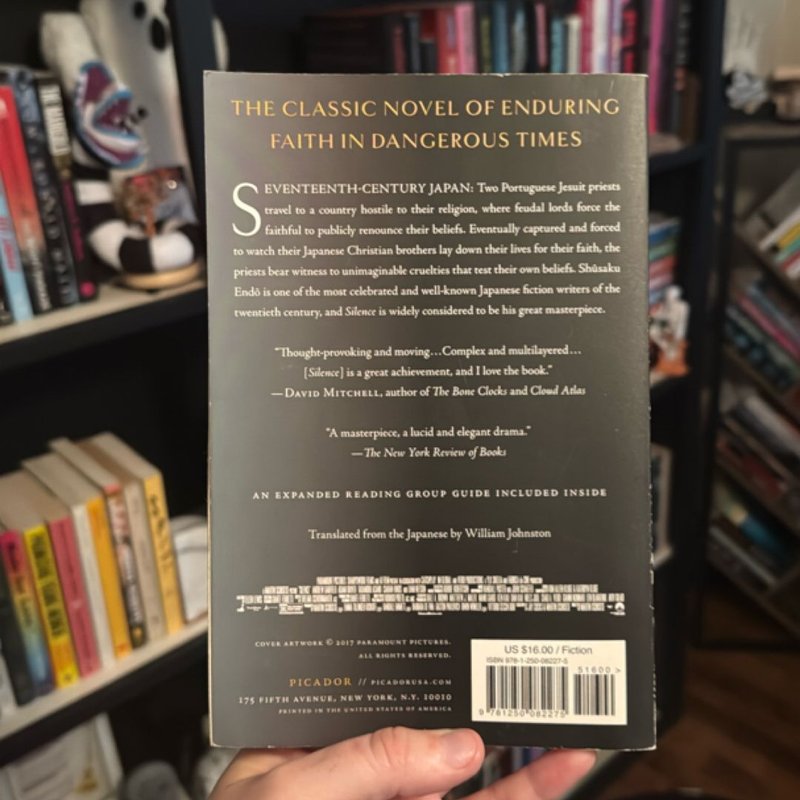 THE CLASSIC NOVEL OF ENDURING
FAITH IN DANGEROUS TIMES
SEVENTEENTH-CENTURY JAPAN: Two Portuguese Jesuit priests
travel to a country hostile to their religion, where feudal lords force the
faithful to publicly renounce their beliefs. Eventually captured and forced
to watch their Japanese Christian brothers lay down their lives for their faith, the
priests bear witness to unimaginable cruelties that test their own beliefs. Shūsaku
Endō is one of the most celebrated and well-known Japanese fiction writers of the
twentieth century, and Silence is widely considered to be his great masterpiece.
“Thought-provoking and moving…Complex and multilayered…
[Silence] is a great achievement, and I love the book.”
—DAVID MITCHELL, author of The Bone Clocks and Cloud Atlas
“A masterpiece, a lucid and elegant drama.”
—The New York Review of Books
AN EXPANDED READING GROUP GUIDE INCLUDED INSIDE
Translated from the Japanese by William Johnston
COVER ARTWORK © 2017 PARAMOUNT PICTURES.
ALL RIGHTS RESERVED.
PICADOR // PICADORUSA.COM
175 FIFTH AVENUE, NEW YORK, N.Y. 10010
PRINTED IN THE UNITED STATES OF AMERICA
US $16.00 / Fiction
ISBN 978-1-250-08227-5
51600 >
9 781250 082275